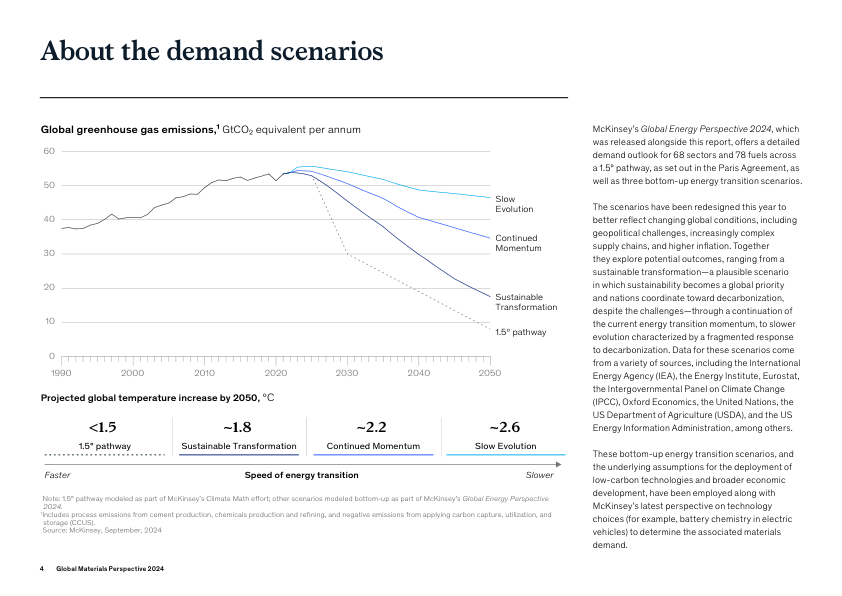 About the demand scenarios
Global greenhouse gas emissions,¹ GtCO₂ equivalent per annum
60
50
40
30
20
10
0
1990
2000
2010
2020
2030
2040
2050
Slow
Evolution
Continued
Momentum
Sustainable
Transformation
1.5° pathway
Projected global temperature increase by 2050, °C
<1.5
1.5° pathway
~1.8
Sustainable Transformation
~2.2
Continued Momentum
~2.6
Slow Evolution
Faster
Speed of energy transition
Slower
Note: 1.5° pathway modeled as part of McKinsey's Climate Math effort; other scenarios modeled bottom-up as part of McKinsey's Global Energy Perspective
2024.
¹Includes process emissions from cement production, chemicals production and refining, and negative emissions from applying carbon capture, utilization, and
storage (CCUS).
Source: McKinsey, September, 2024
McKinsey's Global Energy Perspective 2024, which
was released alongside this report, offers a detailed
demand outlook for 68 sectors and 78 fuels across
a 1.5° pathway, as set out in the Paris Agreement, as
well as three bottom-up energy transition scenarios.
The scenarios have been redesigned this year to
better reflect changing global conditions, including
geopolitical challenges, increasingly complex
supply chains, and higher inflation. Together
they explore potential outcomes, ranging from a
sustainable transformation—a plausible scenario
in which sustainability becomes a global priority
and nations coordinate toward decarbonization,
despite the challenges—through a continuation of
the current energy transition momentum, to slower
evolution characterized by a fragmented response
to decarbonization. Data for these scenarios come
from a variety of sources, including the International
Energy Agency (IEA), the Energy Institute, Eurostat,
the Intergovernmental Panel on Climate Change
(IPCC), Oxford Economics, the United Nations, the
US Department of Agriculture (USDA), and the US
Energy Information Administration, among others.
These bottom-up energy transition scenarios, and
the underlying assumptions for the deployment of
low-carbon technologies and broader economic
development, have been employed along with
McKinsey's latest perspective on technology
choices (for example, battery chemistry in electric
vehicles) to determine the associated materials
demand.
4 Global Materials Perspective 2024